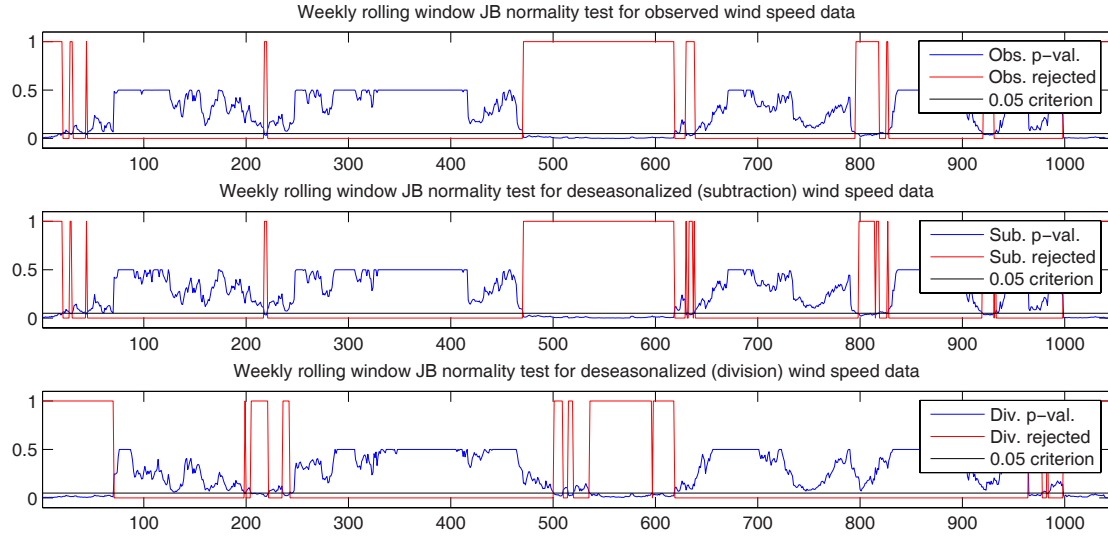 Weekly rolling window JB normality test for observed wind speed data
1
0.5
0
Obs. p-val.
Obs. rejected
0.05 criterion
100 200 300 400 500 600 700 800 900 1000
Weekly rolling window JB normality test for deseasonalized (subtraction) wind speed data
1
0.5
0
Sub. p-val.
Sub. rejected
0.05 criterion
100 200 300 400 500 600 700 800 900 1000
Weekly rolling window JB normality test for deseasonalized (division) wind speed data
1
0.5
0
Div. p-val.
Div. rejected
0.05 criterion
100 200 300 400 500 600 700 800 900 1000